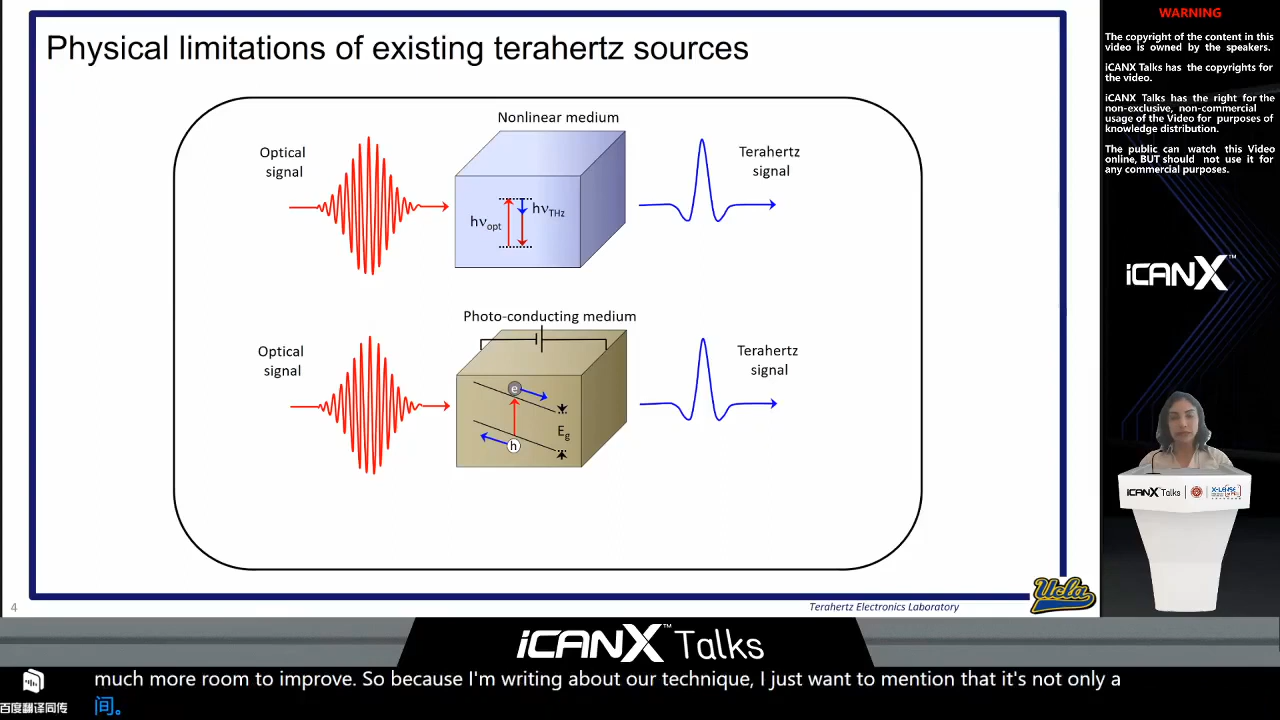 Physical limitations of existing terahertz sources
Nonlinear medium
Optical
signal
hνopt
hνTHz
Terahertz
signal
Photo-conducting medium
Optical
signal
e
h
Eg
Terahertz
signal
4
Terahertz Electronics Laboratory
Ucla
WARNING
The copyright of the content in this
video is owned by the speakers.
iCANX Talks has the copyrights for
the video.
iCANX Talks has the right for the
non-exclusive, non-commercial
usage of the Video for purposes of
knowledge distribution.
The public can watch this Video
online, BUT should not use it for
any commercial purposes.
iCANX™
iCANX Talks
iCANX™ Talks
百度翻译同传
much more room to improve. So because I'm writing about our technique, I just want to mention that it's not only a
间。